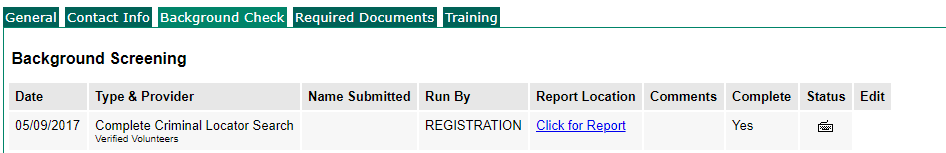 General Contact Info Background Check Required Documents Training
Background Screening
Date Type & Provider Name Submitted Run By Report Location Comments Complete Status Edit
05/09/2017 Complete Criminal Locator Search REGISTRATION Click for Report Yes
Verified Volunteers